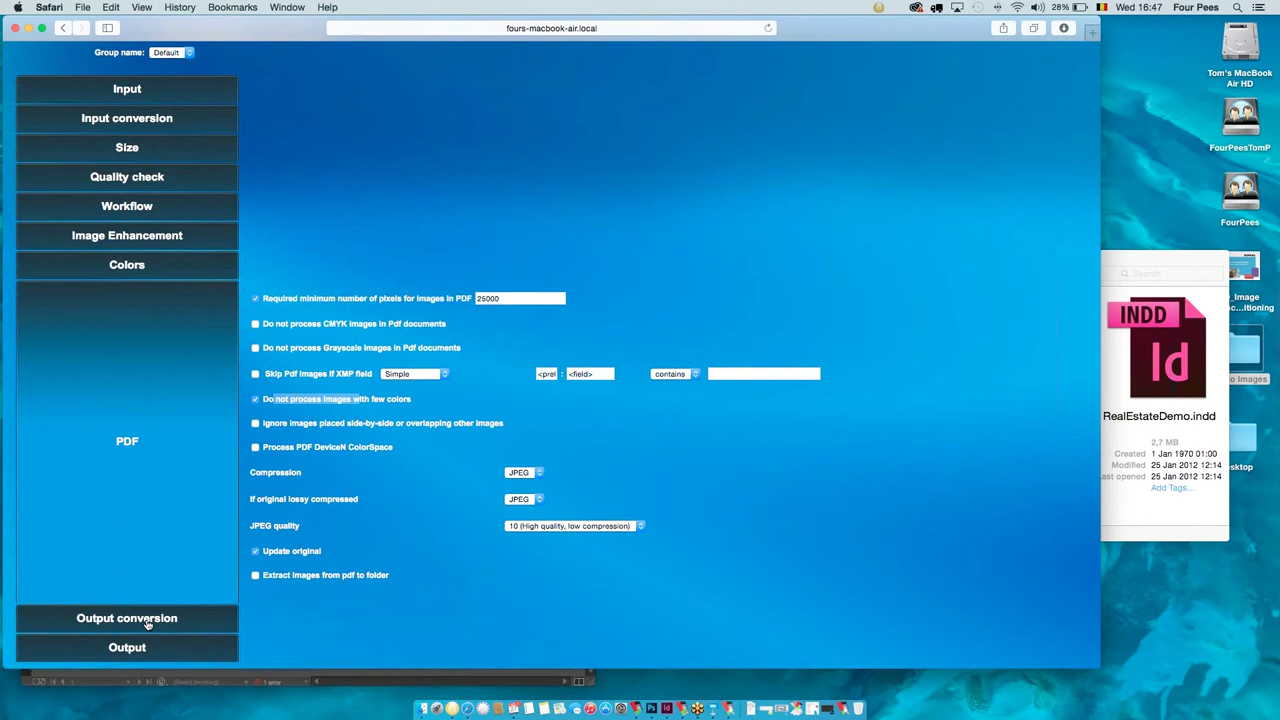 Safari File Edit View History Bookmarks Window Help
28% Wed 16:47 Four Pees
fours-macbook-air.local
Group name: Default
Input
Input conversion
Size
Quality check
Workflow
Image Enhancement
Colors
PDF
Output conversion
Output
Required minimum number of pixels for images in PDF 25000
Do not process CMYK images in Pdf documents
Do not process Grayscale images in Pdf documents
Skip Pdf images if XMP field Simple : <field> contains
Do not process images with few colors
Ignore images placed side-by-side or overlapping other images
Process PDF DeviceN ColorSpace
Compression JPEG
If original lossy compressed JPEG
JPEG quality 10 (High quality, low compression)
Update original
Extract images from pdf to folder
Search
INDD
Id
RealEstateDemo.indd
2,7 MB
Created 1 Jan 1970 01:00
Modified 25 Jan 2012 12:14
25 Jan 2012 12:14
Add Tags...
Tom's MacBook
Air HD
FourPeesTomP
FourPees
1 error